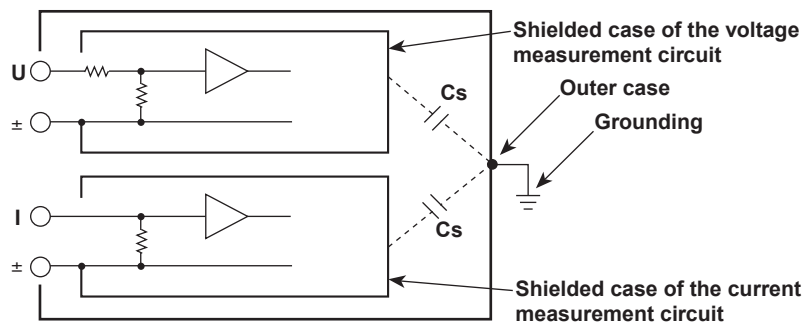 Shielded case of the voltage
measurement circuit
U
±
Cs
Outer case
Grounding
I
±
Cs
Shielded case of the current
measurement circuit